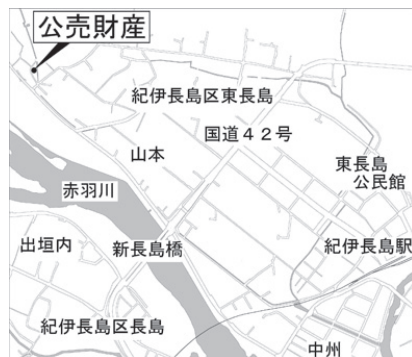 公売財産
紀伊長島区東長島
国道４２号
山本
東長島
公民館
赤羽川
出垣内
新長島橋
紀伊長島駅
紀伊長島区長島
中州